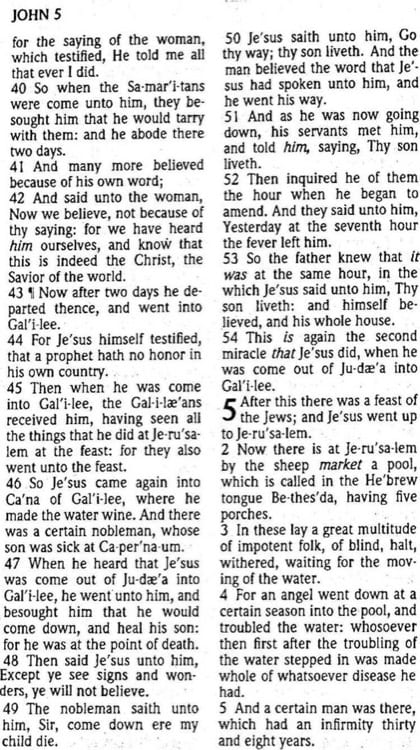 JOHN 5
for the saying of the woman,
which testified, He told me all
that ever I did.
40 So when the Sa-mar'i-tans
were come unto him, they be-
sought him that he would tarry
with them: and he abode there
two days.
41 And many more believed
because of his own word;
42 And said unto the woman,
Now we believe, not because of
thy saying: for we have heard
him ourselves, and know that
this is indeed the Christ, the
Savior of the world.
43 ¶ Now after two days he de-
parted thence, and went into
Gal'i-lee.
44 For Je'sus himself testified,
that a prophet hath no honor in
his own country.
45 Then when he was come
into Gal'i-lee, the Gal-i-læ'ans
received him, having seen all
the things that he did at Je-ru'sa-
lem at the feast: for they also
went unto the feast.
46 So Je'sus came again into
Ca'na of Gal'i-lee, where he
made the water wine. And there
was a certain nobleman, whose
son was sick at Ca-per'na-um.
47 When he heard that Je'sus
was come out of Ju-dæ'a into
Gal'i-lee, he went unto him, and
besought him that he would
come down, and heal his son:
for he was at the point of death.
48 Then said Je'sus unto him,
Except ye see signs and won-
ders, ye will not believe.
49 The nobleman saith unto
him, Sir, come down ere my
child die.
50 Je'sus saith unto him, Go
thy way; thy son liveth. And the
man believed the word that Je'-
sus had spoken unto him, and
he went his way.
51 And as he was now going
down, his servants met him,
and told him, saying, Thy son
liveth.
52 Then inquired he of them
the hour when he began to
amend. And they said unto him,
Yesterday at the seventh hour
the fever left him.
53 So the father knew that it
was at the same hour, in the
which Je'sus said unto him, Thy
son liveth: and himself be-
lieved, and his whole house.
54 This is again the second
miracle that Je'sus did, when he
was come out of Ju-dæ'a into
Gal'i-lee.
5 After this there was a feast of
the Jews; and Je'sus went up
to Je-ru'sa-lem.
2 Now there is at Je-ru'sa-lem
by the sheep market a pool,
which is called in the He'brew
tongue Be-thes'da, having five
porches.
3 In these lay a great multitude
of impotent folk, of blind, halt,
withered, waiting for the mov-
ing of the water.
4 For an angel went down at a
certain season into the pool, and
troubled the water: whosoever
then first after the troubling of
the water stepped in was made
whole of whatsoever disease he
had.
5 And a certain man was there,
which had an infirmity thirty
and eight years.